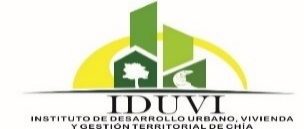 IDUVI
INSTITUTO DE DESARROLLO URBANO, VIVIENDA
Y GESTIÓN TERRITORIAL DE CHÍA